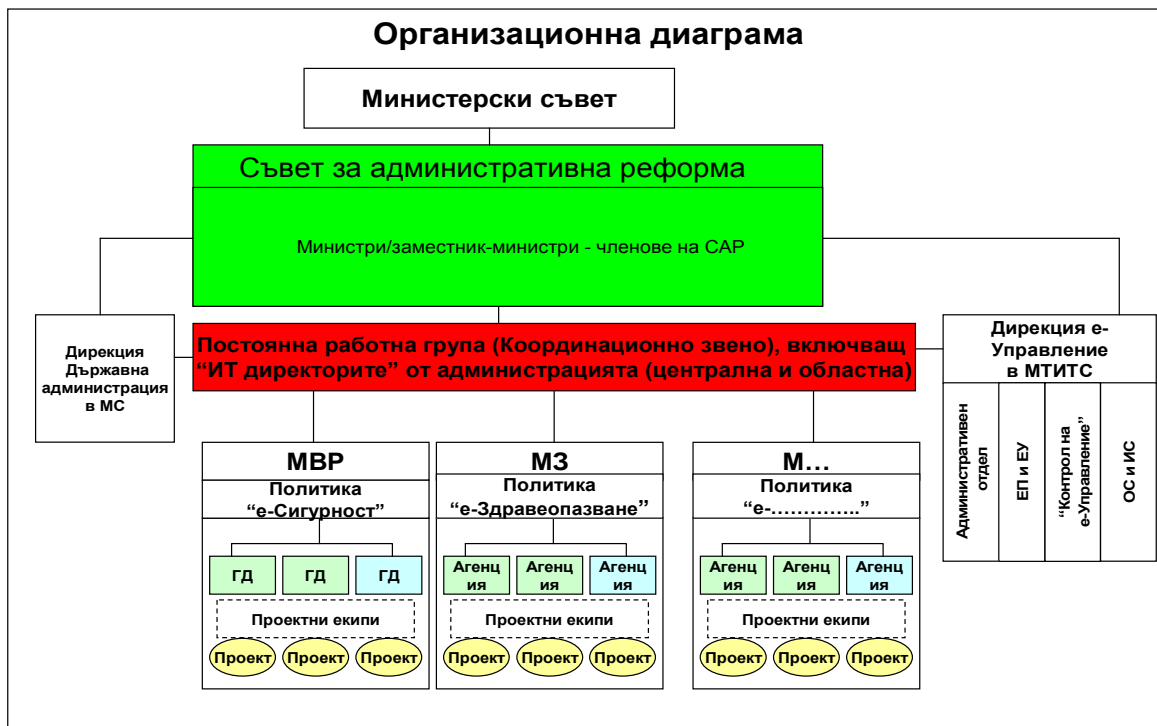 Организационна диаграма
Министерски съвет
Съвет за административна реформа
Министри/заместник-министри - членове на САР
Дирекция
Държавна
администрация
в МС
Постоянна работна група (Координационно звено), включващ
“ИТ директорите” от администрацията (централна и областна)
Дирекция е-
Управление
в МТИТС
Административен
отдел
ЕП и ЕУ
“Контрол на
е-Управление”
ОС и ИС
МВР
Политика
“е-Сигурност”
ГД
ГД
ГД
Проектни екипи
Проект
Проект
Проект
МЗ
Политика
“е-Здравеопазване”
Агенц
ия
Агенц
ия
Агенц
ия
Проектни екипи
Проект
Проект
Проект
М...
Политика
“е-…………..”
Агенц
ия
Агенц
ия
Агенц
ия
Проектни екипи
Проект
Проект
Проект